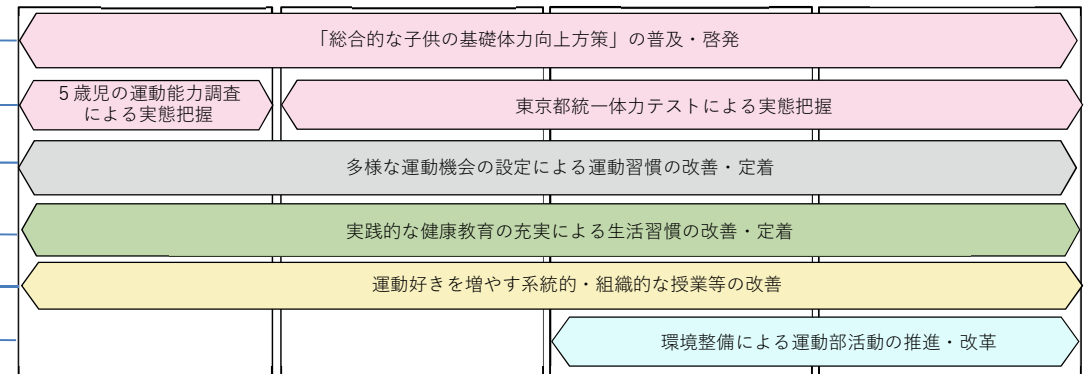 「総合的な子供の基礎体力向上方策」の普及・啓発
５歳児の運動能力調査
による実態把握
東京都統一体力テストによる実態把握
多様な運動機会の設定による運動習慣の改善・定着
実践的な健康教育の充実による生活習慣の改善・定着
運動好きを増やす系統的・組織的な授業等の改善
環境整備による運動部活動の推進・改革